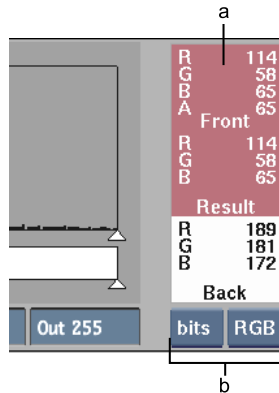 a
R 114
G 58
B 65
A 65
Front
R 114
G 58
B 65
Result
R 189
G 181
B 172
Back
Out 255 bits RGB
b